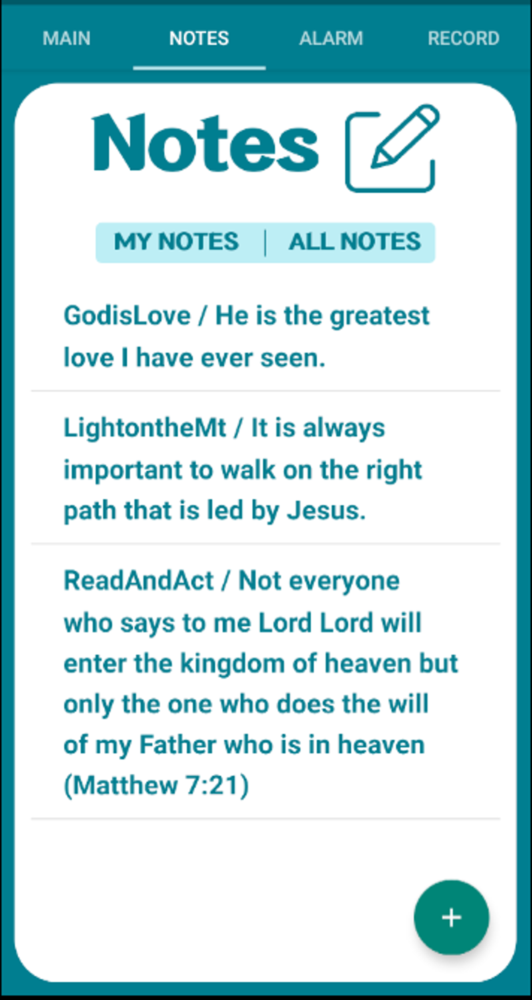 MAIN NOTES ALARM RECORD
Notes
MY NOTES | ALL NOTES
GodisLove / He is the greatest
love I have ever seen.
LightontheMt / It is always
important to walk on the right
path that is led by Jesus.
ReadAndAct / Not everyone
who says to me Lord Lord will
enter the kingdom of heaven but
only the one who does the will
of my Father who is in heaven
(Matthew 7:21)
+